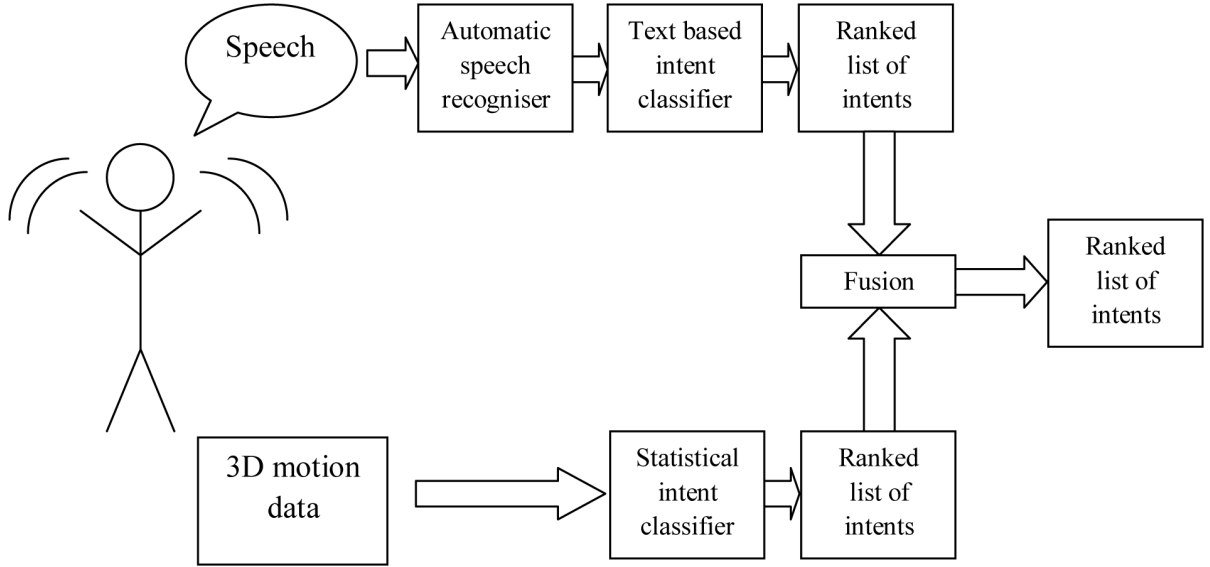 Speech
Automatic
speech
recogniser
Text based
intent
classifier
Ranked
list of
intents
Fusion
Ranked
list of
intents
3D motion
data
Statistical
intent
classifier
Ranked
list of
intents